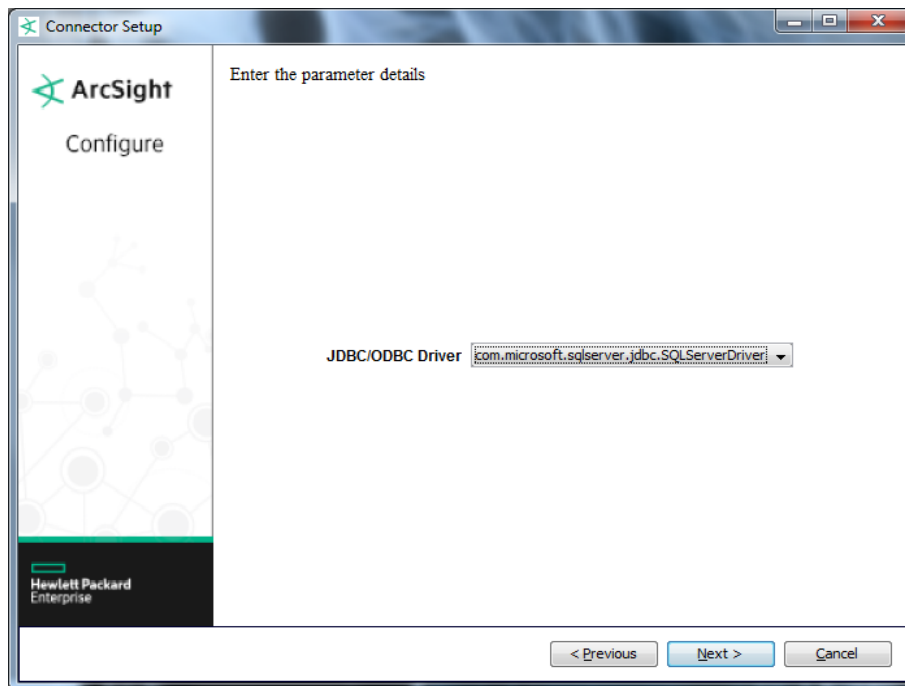 Connector Setup
ArcSight
Configure
Enter the parameter details
JDBC/ODBC Driver com.microsoft.sqlserver.jdbc.SQLServerDriver
Hewlett Packard
Enterprise
< Previous Next > Cancel